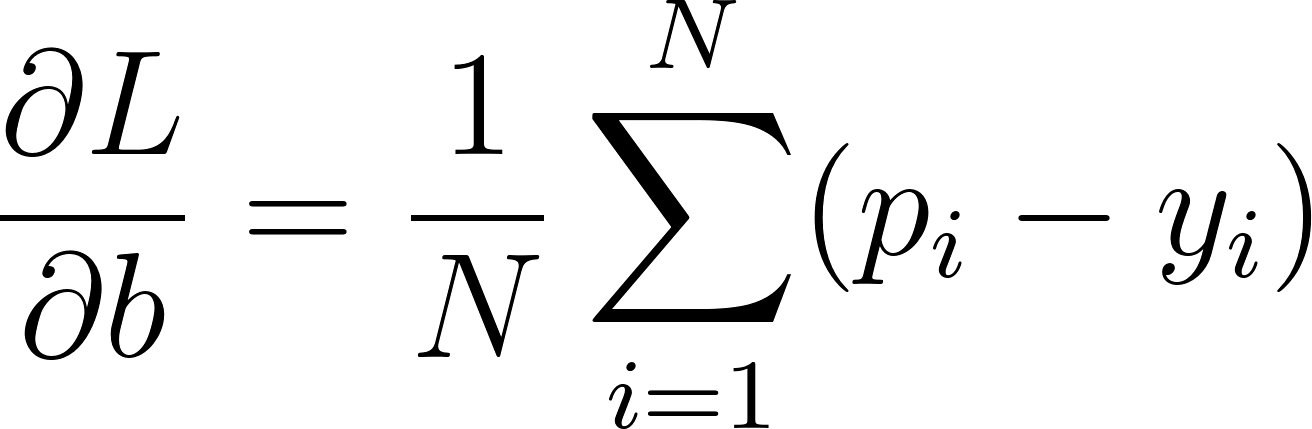 ∂L/∂b = 1/N ∑_{i=1}^{N} (p_i − y_i)